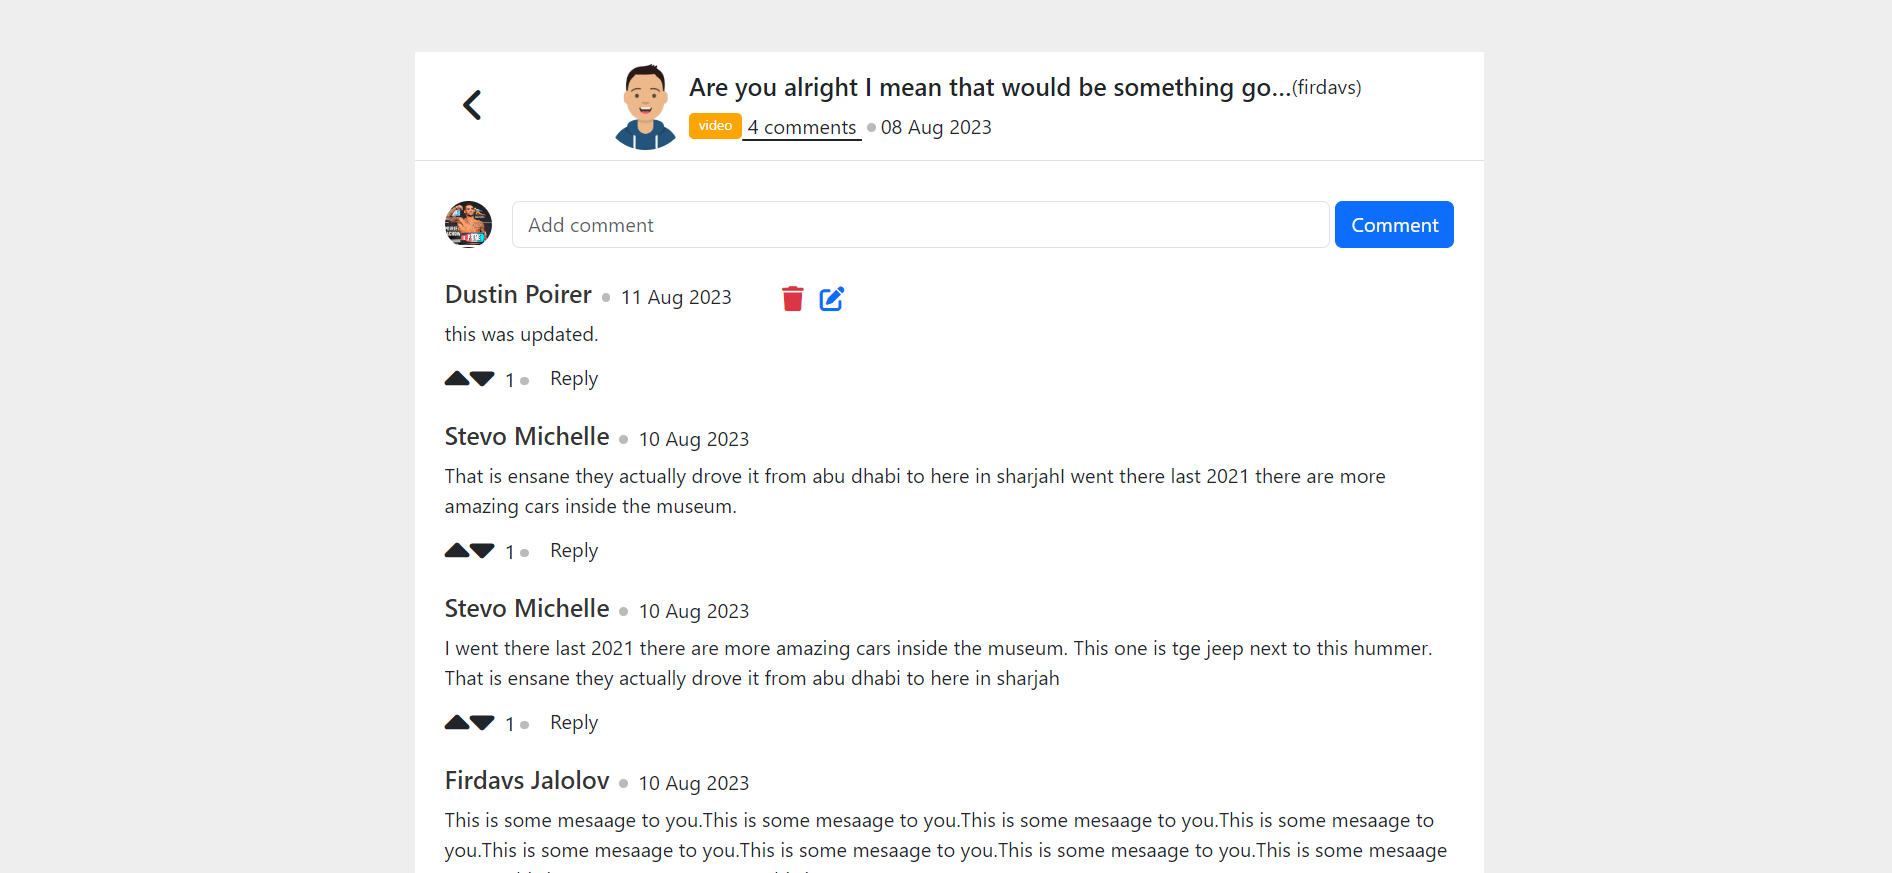 Are you alright I mean that would be something go...(firdavs)
video 4 comments 08 Aug 2023
Add comment
Comment
Dustin Poirer 11 Aug 2023
this was updated.
1 Reply
Stevo Michelle 10 Aug 2023
That is ensane they actually drove it from abu dhabi to here in sharjahI went there last 2021 there are more
amazing cars inside the museum.
1 Reply
Stevo Michelle 10 Aug 2023
I went there last 2021 there are more amazing cars inside the museum. This one is tge jeep next to this hummer.
That is ensane they actually drove it from abu dhabi to here in sharjah
1 Reply
Firdavs Jalolov 10 Aug 2023
This is some mesaage to you.This is some mesaage to you.This is some mesaage to you.This is some mesaage to
you.This is some mesaage to you.This is some mesaage to you.This is some mesaage to you.This is some mesaage